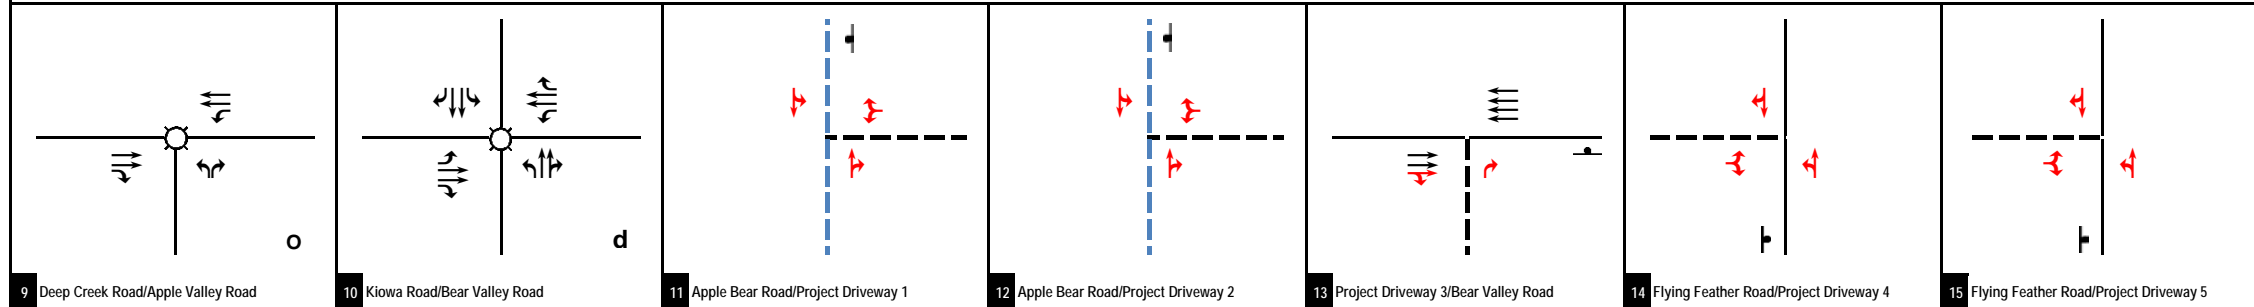 O
d
9 Deep Creek Road/Apple Valley Road
10 Kiowa Road/Bear Valley Road
11 Apple Bear Road/Project Driveway 1
12 Apple Bear Road/Project Driveway 2
13 Project Driveway 3/Bear Valley Road
14 Flying Feather Road/Project Driveway 4
15 Flying Feather Road/Project Driveway 5